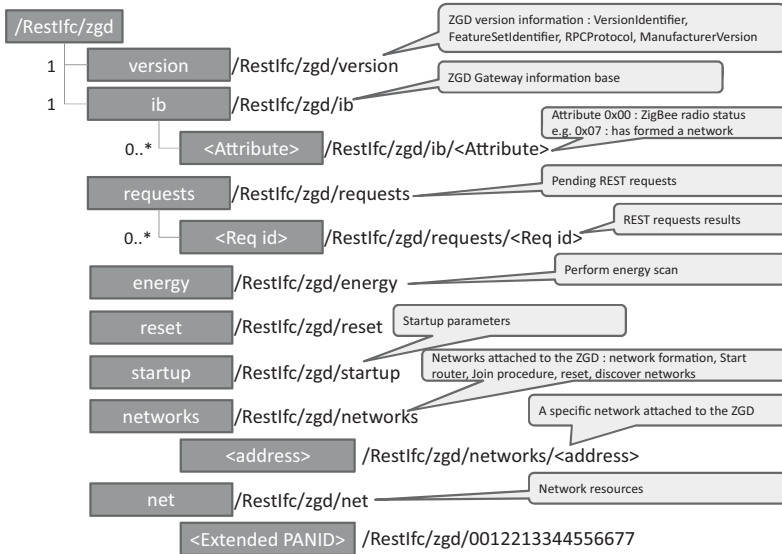 /RestIfc/zgd
ZGD version information : VersionIdentifier,
FeatureSetIdentifier, RPCProtocol, ManufacturerVersion
1 version /RestIfc/zgd/version
1 ib /RestIfc/zgd/ib
ZGD Gateway information base
Attribute 0x00 : ZigBee radio status
e.g. 0x07 : has formed a network
0..* <Attribute> /RestIfc/zgd/ib/<Attribute>
requests /RestIfc/zgd/requests
Pending REST requests
0..* <Req id> /RestIfc/zgd/requests/<Req id>
REST requests results
energy /RestIfc/zgd/energy
Perform energy scan
reset /RestIfc/zgd/reset
Startup parameters
startup /RestIfc/zgd/startup
Networks attached to the ZGD : network formation, Start
router, Join procedure, reset, discover networks
networks /RestIfc/zgd/networks
A specific network attached to the ZGD
<address> /RestIfc/zgd/networks/<address>
net /RestIfc/zgd/net
Network resources
<Extended PANID> /RestIfc/zgd/0012213344556677